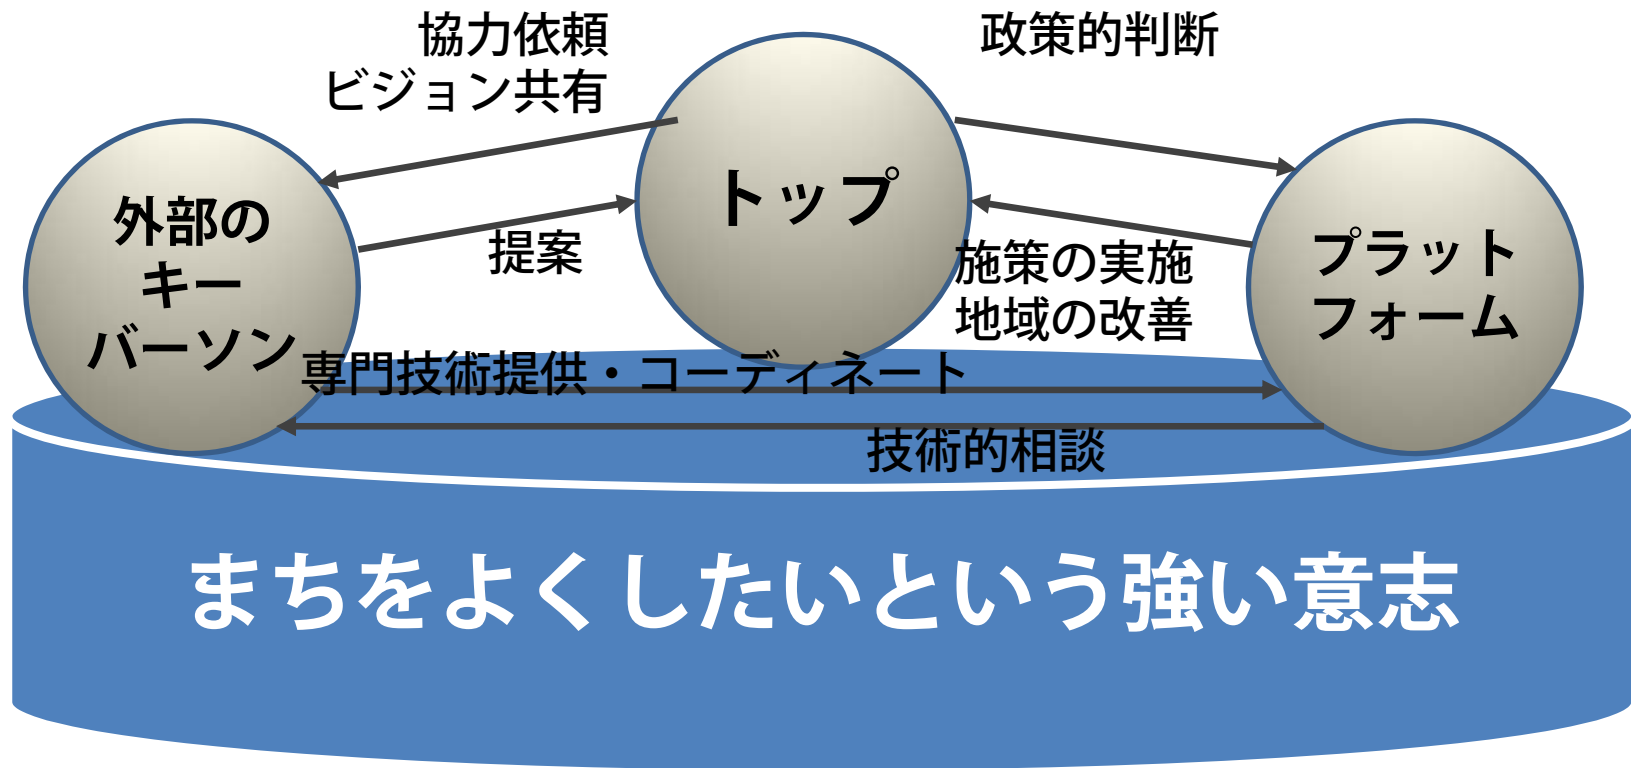 協力依頼
ビジョン共有
政策的判断
トップ
外部の
キー
バーソン
提案
プラット
フォーム
施策の実施
地域の改善
専門技術提供・コーディネート
技術的相談
まちをよくしたいという強い意志